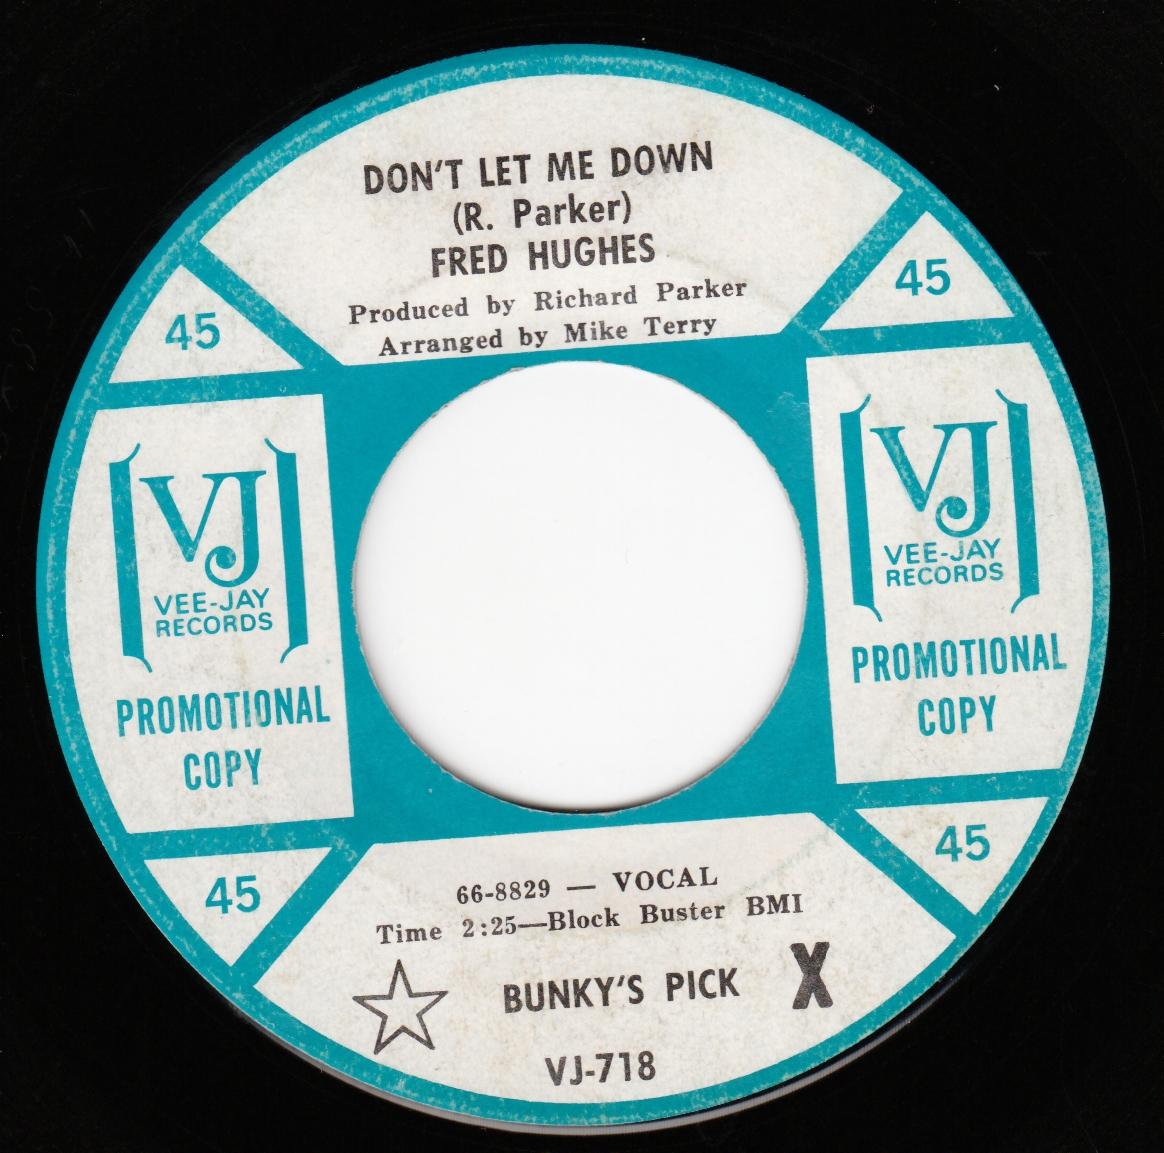 DON'T LET ME DOWN
(R. Parker)
FRED HUGHES
Produced by Richard Parker
Arranged by Mike Terry
45
45
VJ
VEE-JAY
RECORDS
PROMOTIONAL
COPY
VJ
VEE-JAY
RECORDS
PROMOTIONAL
COPY
45
45
66-8829 — VOCAL
Time 2:25—Block Buster BMI
BUNKY'S PICK X
VJ-718